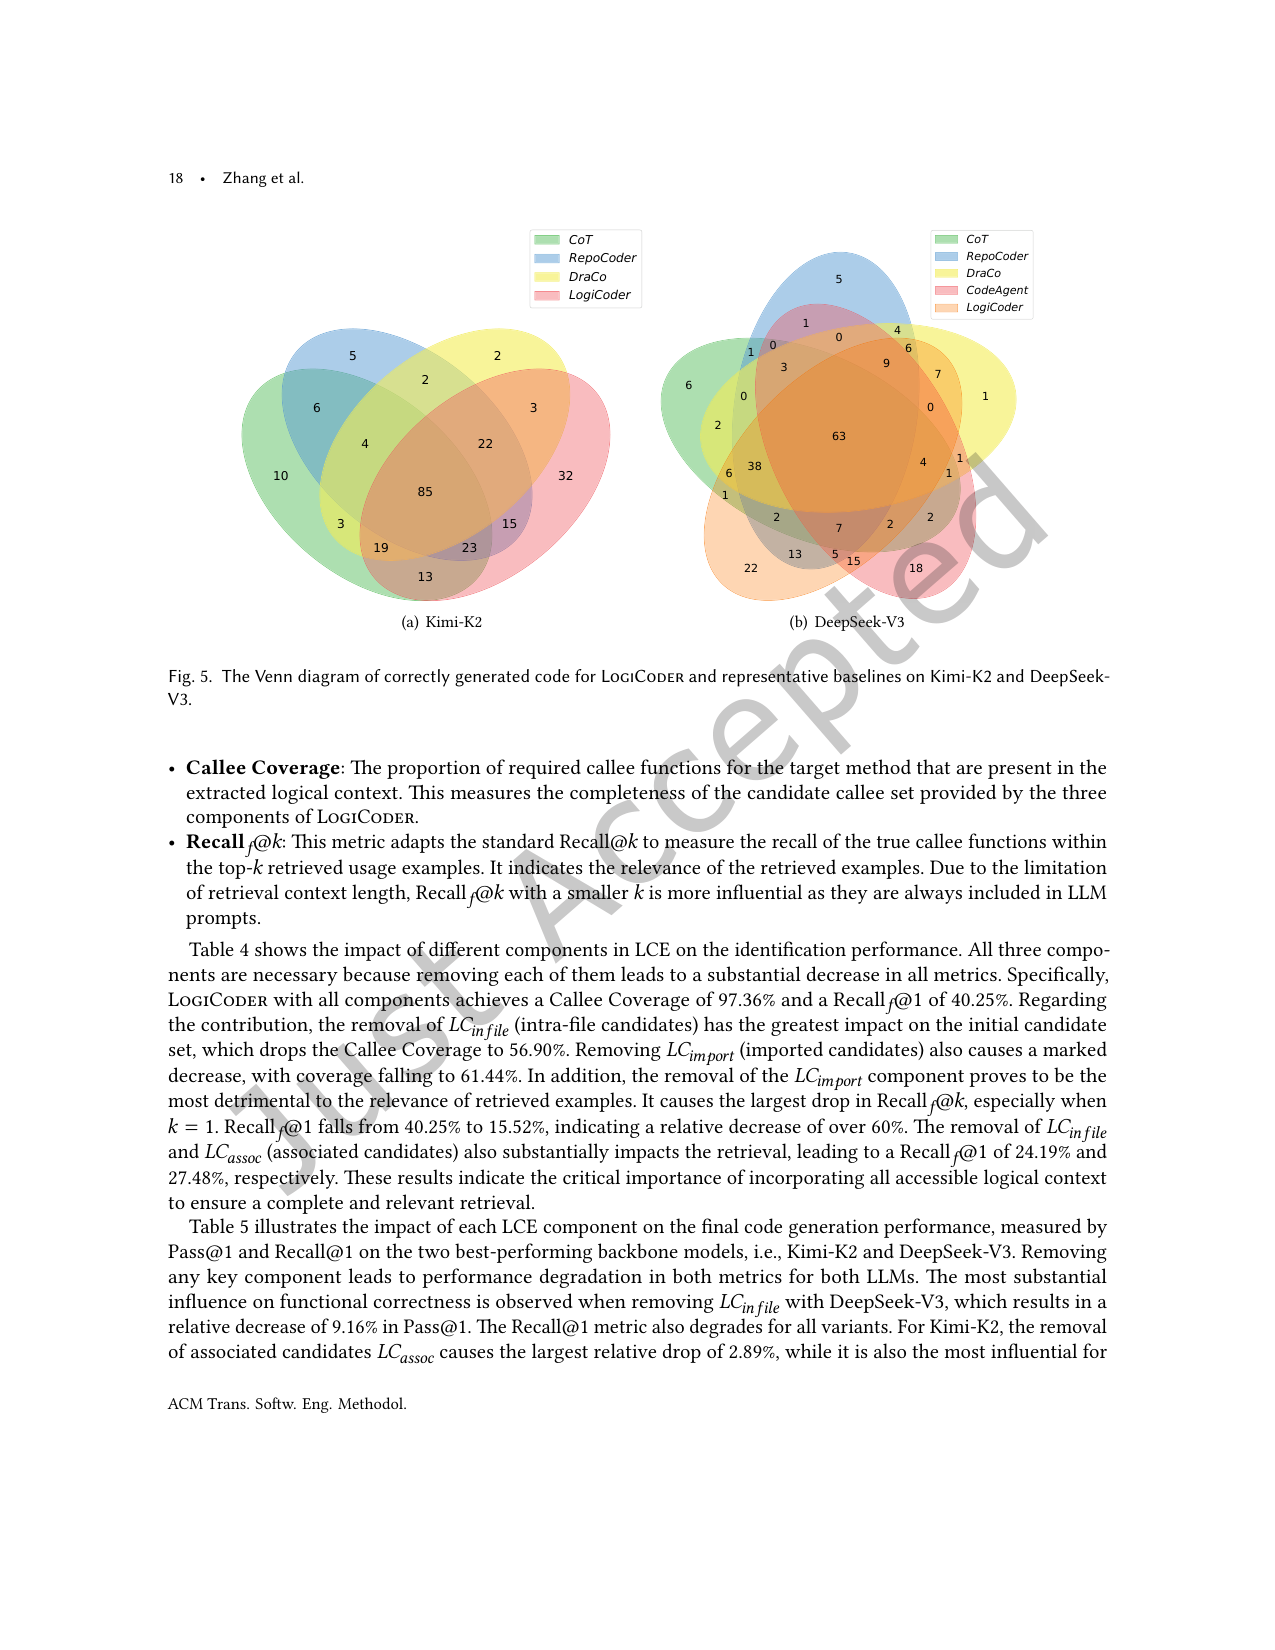 18 • Zhang et al.
CoT
RepoCoder
DraCo
LogiCoder
5
2
2
6
3
4
22
10
32
85
3
15
19
23
13
(a) Kimi-K2
CoT
RepoCoder
DraCo
CodeAgent
LogiCoder
5
1
4
0
0
6
1
9
3
7
6
0
1
0
2
63
1
4
38
6
1
1
2
2
2
7
13
5
15
22
18
(b) DeepSeek-V3
Fig. 5. The Venn diagram of correctly generated code for LogiCoder and representative baselines on Kimi-K2 and DeepSeek-
V3.
• Callee Coverage: The proportion of required callee functions for the target method that are present in the
extracted logical context. This measures the completeness of the candidate callee set provided by the three
components of LogiCoder.
• Recall_f@k: This metric adapts the standard Recall@k to measure the recall of the true callee functions within
the top-k retrieved usage examples. It indicates the relevance of the retrieved examples. Due to the limitation
of retrieval context length, Recall_f@k with a smaller k is more influential as they are always included in LLM
prompts.
Table 4 shows the impact of different components in LCE on the identification performance. All three compo-
nents are necessary because removing each of them leads to a substantial decrease in all metrics. Specifically,
LogiCoder with all components achieves a Callee Coverage of 97.36% and a Recall_f@1 of 40.25%. Regarding
the contribution, the removal of LC_infile (intra-file candidates) has the greatest impact on the initial candidate
set, which drops the Callee Coverage to 56.90%. Removing LC_import (imported candidates) also causes a marked
decrease, with coverage falling to 61.44%. In addition, the removal of the LC_import component proves to be the
most detrimental to the relevance of retrieved examples. It causes the largest drop in Recall_f@k, especially when
k = 1. Recall_f@1 falls from 40.25% to 15.52%, indicating a relative decrease of over 60%. The removal of LC_infile
and LC_assoc (associated candidates) also substantially impacts the retrieval, leading to a Recall_f@1 of 24.19% and
27.48%, respectively. These results indicate the critical importance of incorporating all accessible logical context
to ensure a complete and relevant retrieval.
Table 5 illustrates the impact of each LCE component on the final code generation performance, measured by
Pass@1 and Recall@1 on the two best-performing backbone models, i.e., Kimi-K2 and DeepSeek-V3. Removing
any key component leads to performance degradation in both metrics for both LLMs. The most substantial
influence on functional correctness is observed when removing LC_infile with DeepSeek-V3, which results in a
relative decrease of 9.16% in Pass@1. The Recall@1 metric also degrades for all variants. For Kimi-K2, the removal
of associated candidates LC_assoc causes the largest relative drop of 2.89%, while it is also the most influential for
ACM Trans. Softw. Eng. Methodol.
Just Accepted